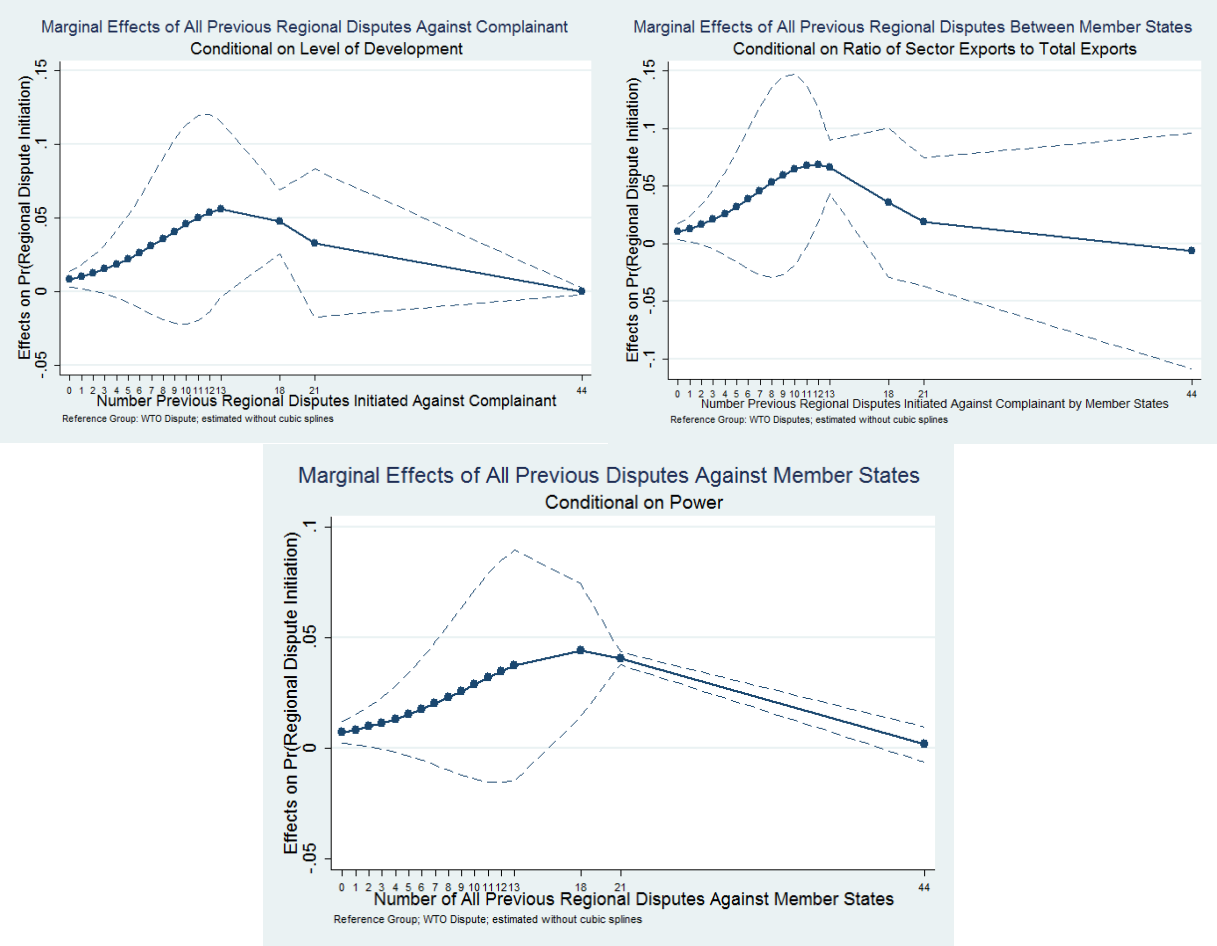 Marginal Effects of All Previous Regional Disputes Against Complainant
Conditional on Level of Development
Effects on Pr(Regional Dispute Initiation)
.15
.1
.05
0
-.05
0 1 2 3 4 5 6 7 8 9 10 11 12 13 18 21 44
Number Previous Regional Disputes Initiated Against Complainant
Reference Group: WTO Dispute; estimated without cubic splines
Marginal Effects of All Previous Regional Disputes Between Member States
Conditional on Ratio of Sector Exports to Total Exports
Effects on Pr(Regional Dispute Initiation)
.15
.1
.05
0
-.05
-.1
0 1 2 3 4 5 6 7 8 9 10 11 12 13 18 21 44
Number Previous Regional Disputes Initiated Against Complainant by Member States
Reference Group: WTO Disputes; estimated without cubic splines
Marginal Effects of All Previous Disputes Against Member States
Conditional on Power
Effects on Pr(Regional Dispute Initiation)
.1
.05
0
-.05
0 1 2 3 4 5 6 7 8 9 10 11 12 13 18 21 44
Number of All Previous Regional Disputes Against Member States
Reference Group; WTO Dispute; estimated without cubic splines